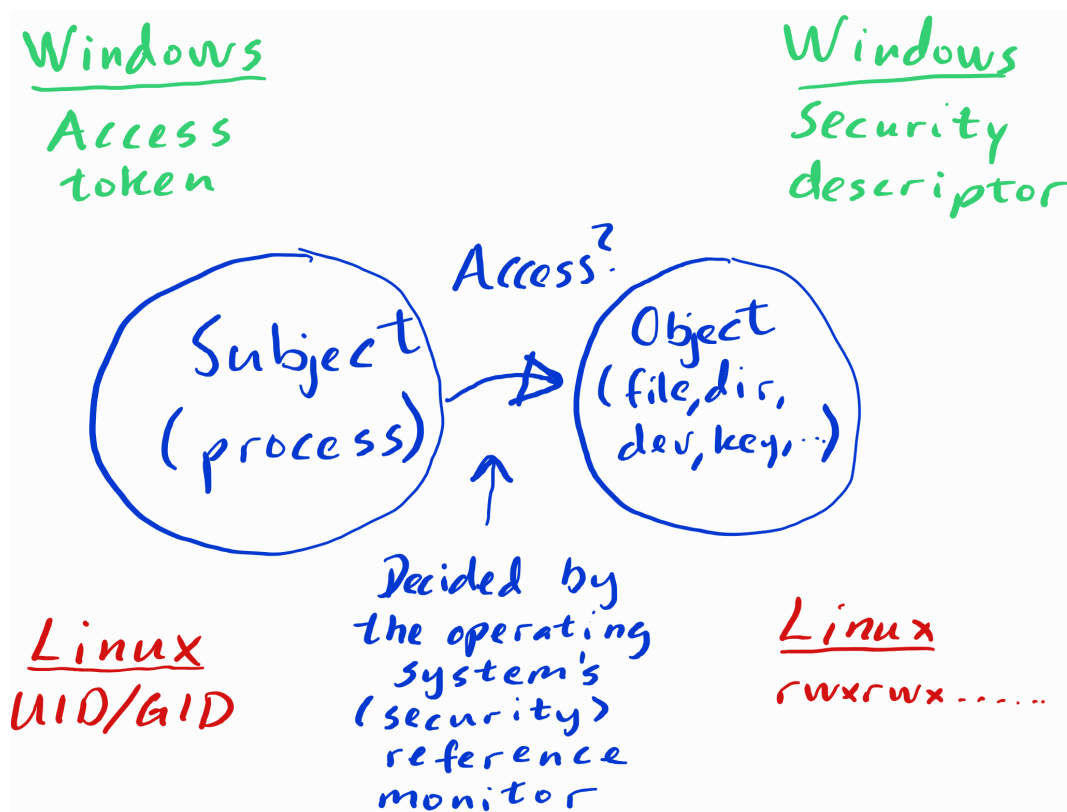 Windows
Access
token
Windows
Security
descriptor
Access?
Subject
(process)
Object
(file,dir,
dev,key,...)
Decided by
the operating
system's
(security)
reference
monitor
Linux
UID/GID
Linux
rwxrwx......